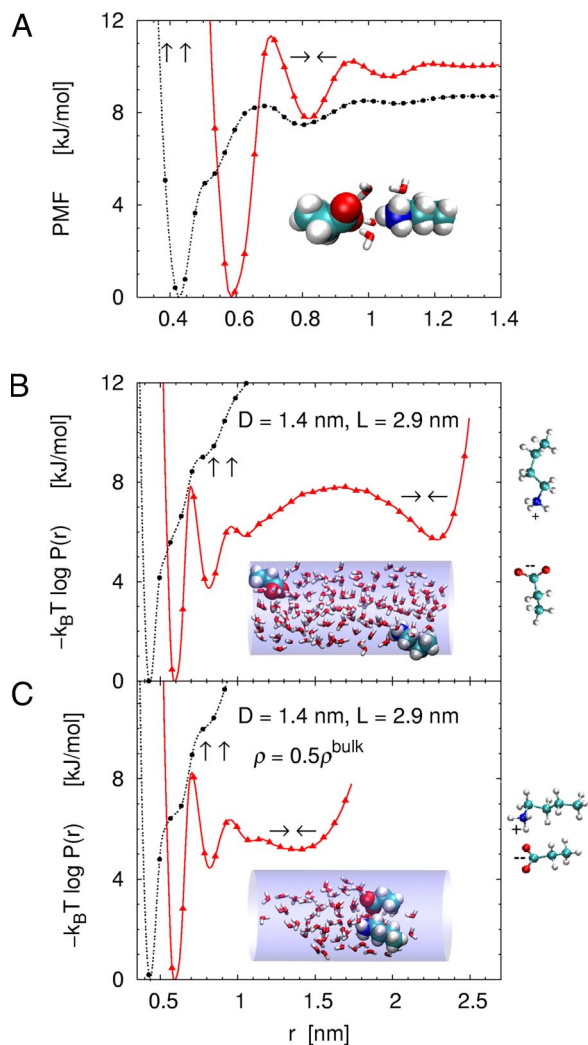 A
12
8
4
0
PMF [kJ/mol]
↑↑
→←
0.4 0.6 0.8 1 1.2 1.4
B
12
8
4
0
−kBT log P(r) [kJ/mol]
D = 1.4 nm, L = 2.9 nm
↑↑
→←
+
--
C
8
4
0
−kBT log P(r) [kJ/mol]
D = 1.4 nm, L = 2.9 nm
↑↑
ρ = 0.5ρ^bulk
→←
+
--
0.5 1 1.5 2 2.5
r [nm]